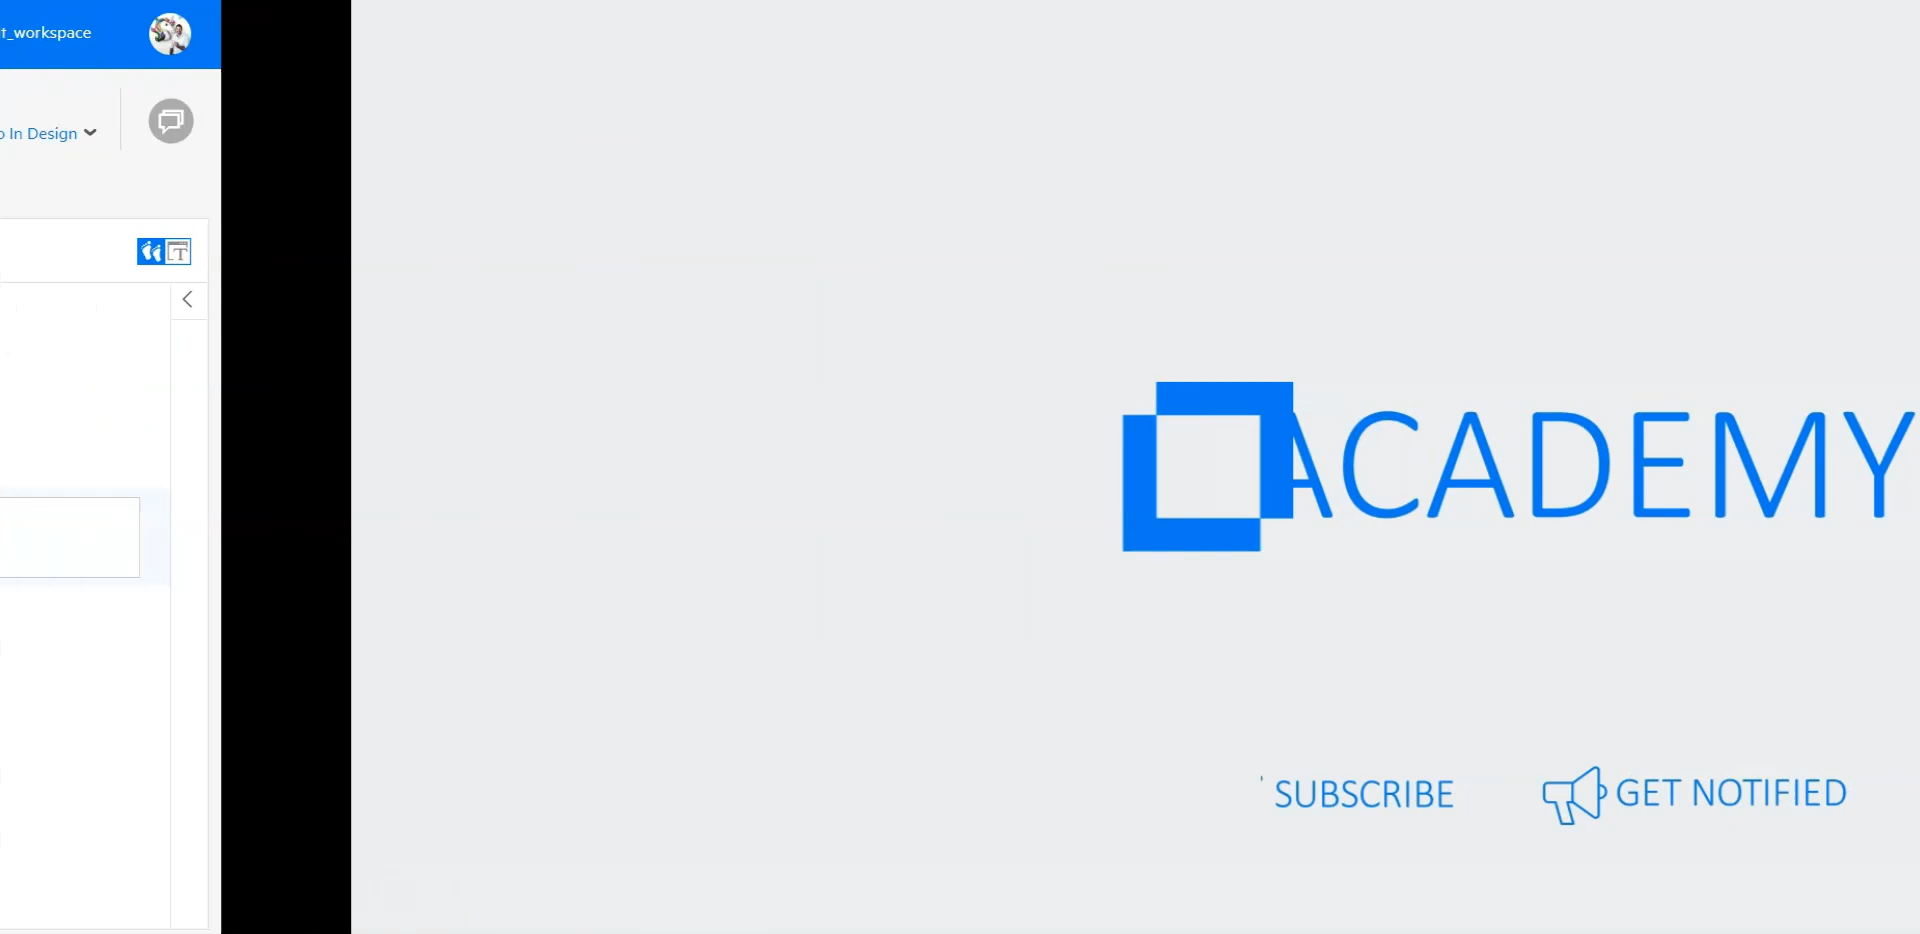 t_workspace
In Design
T
ACADEMY
SUBSCRIBE
GET NOTIFIED